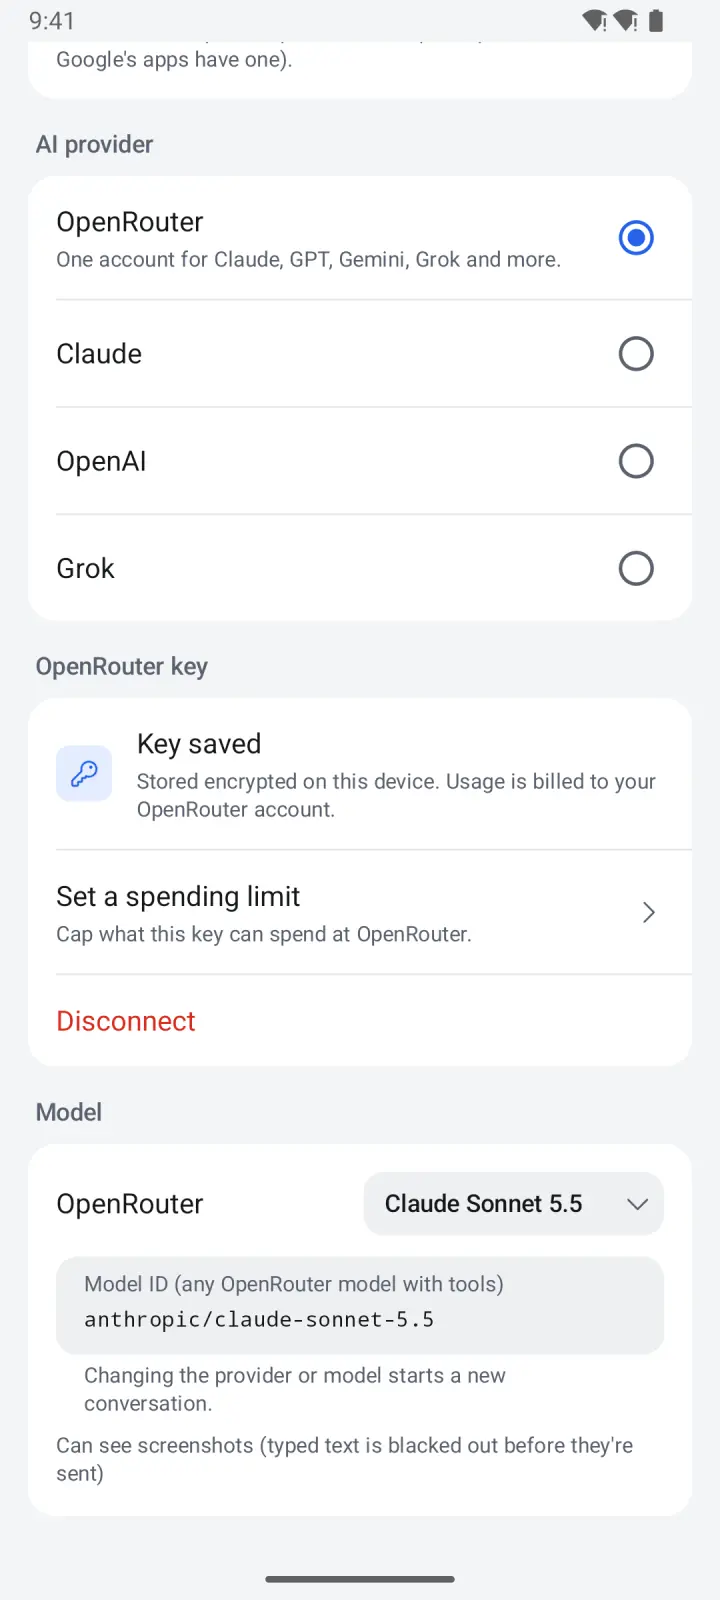 9:41
Google's apps have one).
AI provider
OpenRouter
One account for Claude, GPT, Gemini, Grok and more.
Claude
OpenAI
Grok
OpenRouter key
Key saved
Stored encrypted on this device. Usage is billed to your
OpenRouter account.
Set a spending limit
Cap what this key can spend at OpenRouter.
Disconnect
Model
OpenRouter
Claude Sonnet 5.5
Model ID (any OpenRouter model with tools)
anthropic/claude-sonnet-5.5
Changing the provider or model starts a new
conversation.
Can see screenshots (typed text is blacked out before they're
sent)